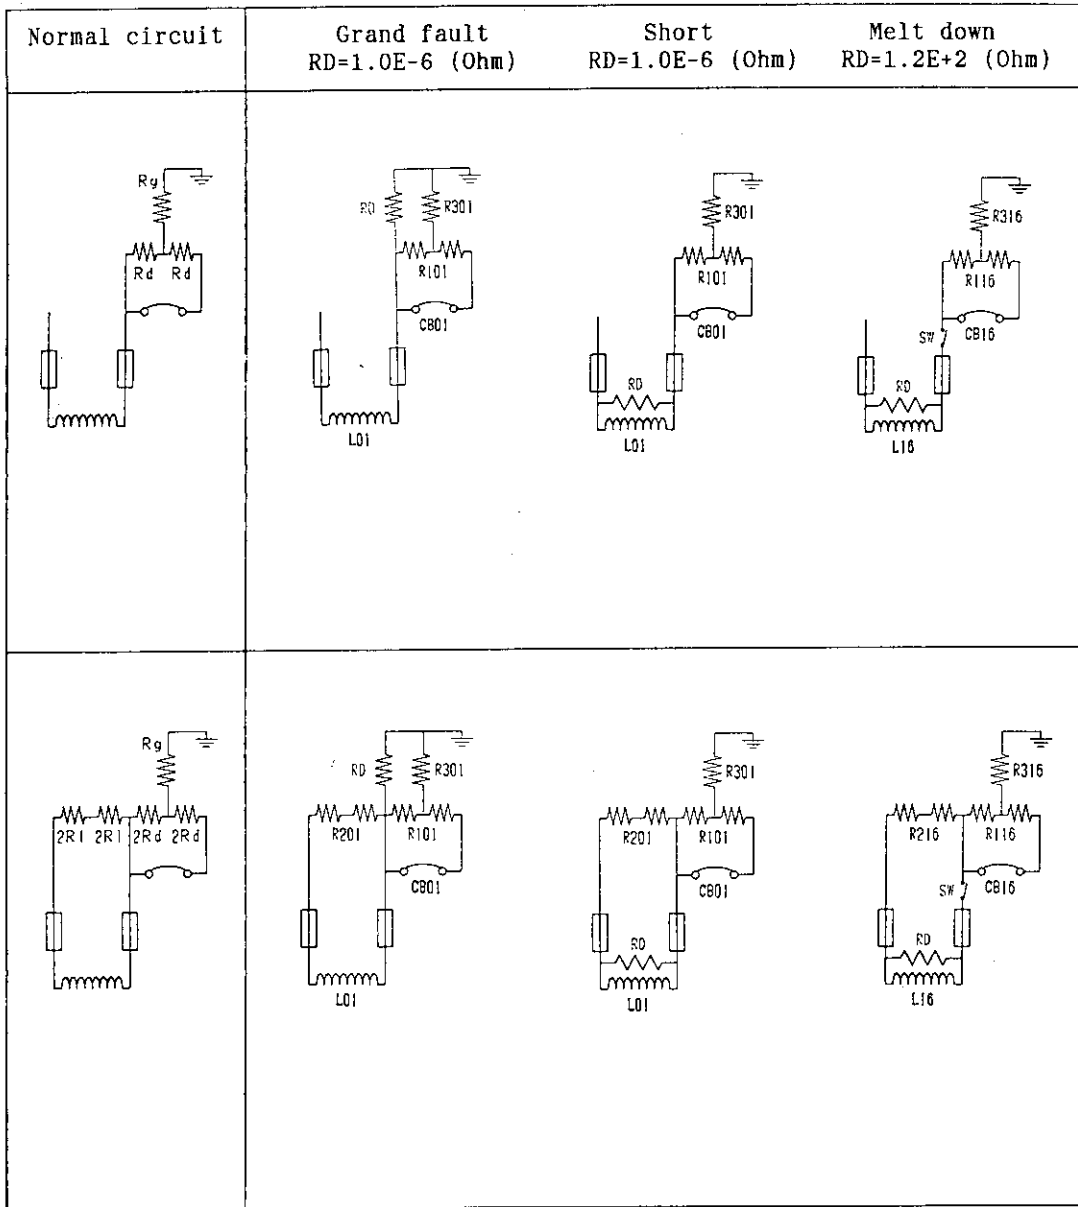 Normal circuit
Grand fault
RD=1.0E-6 (Ohm)
Short
RD=1.0E-6 (Ohm)
Melt down
RD=1.2E+2 (Ohm)
Rg
Rd Rd
RD R301
R101
CB01
L01
R301
R101
CB01
RD
L01
R316
R116
CB16
SW
RD
L16
Rg
2Rl 2Rl 2Rd 2Rd
RD R301
R201 R101
CB01
L01
R301
R201 R101
CB01
RD
L01
R316
R216 R116
CB16
SW
RD
L16